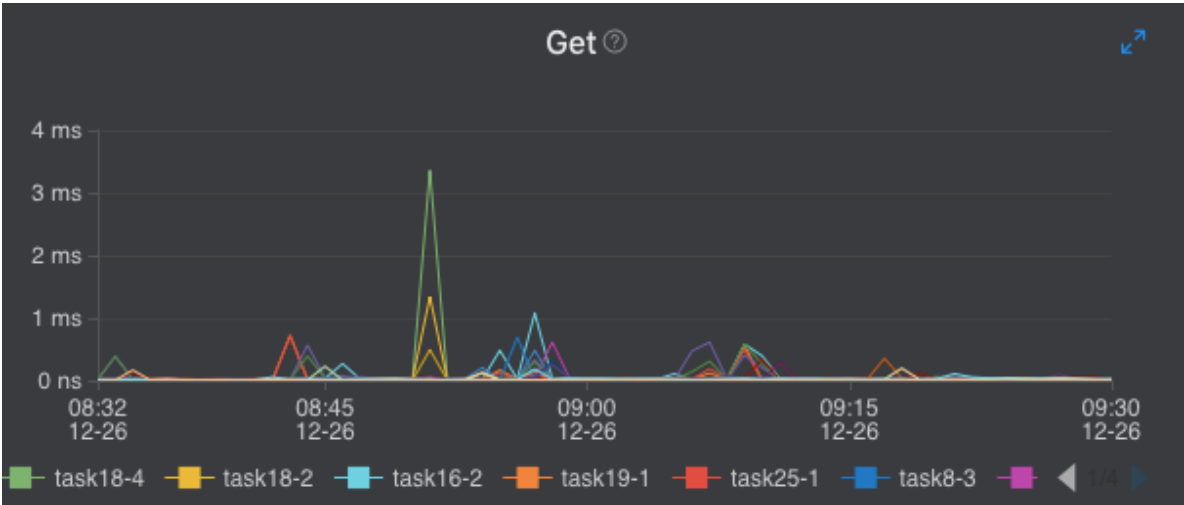 Get ?
4 ms
3 ms
2 ms
1 ms
0 ns
08:32 08:45 09:00 09:15 09:30
12-26 12-26 12-26 12-26 12-26
task18-4 task18-2 task16-2 task19-1 task25-1 task8-3 1/4